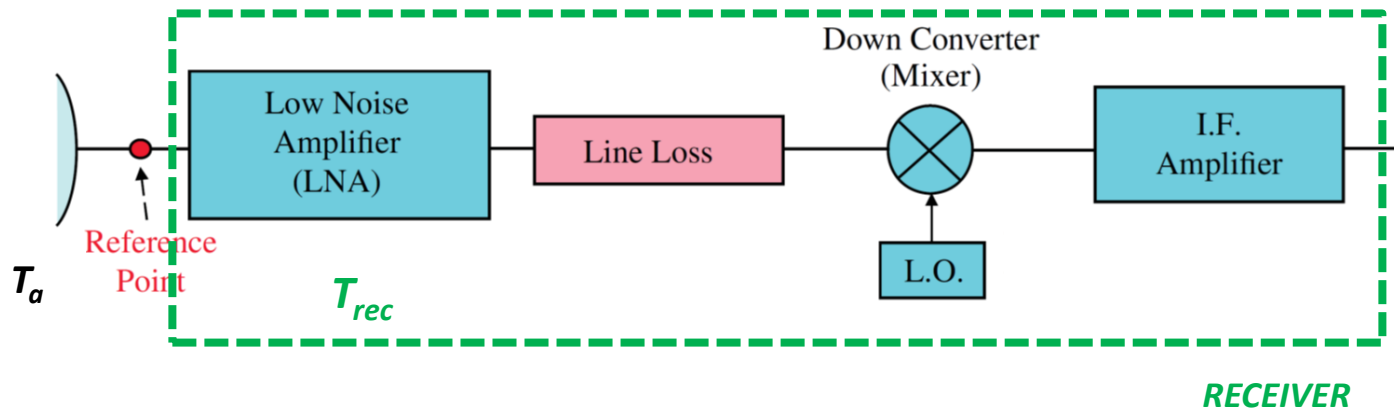 Down Converter
(Mixer)
Low Noise
Amplifier
(LNA)
Line Loss
I.F.
Amplifier
Reference
Point
L.O.
Ta
Trec
RECEIVER